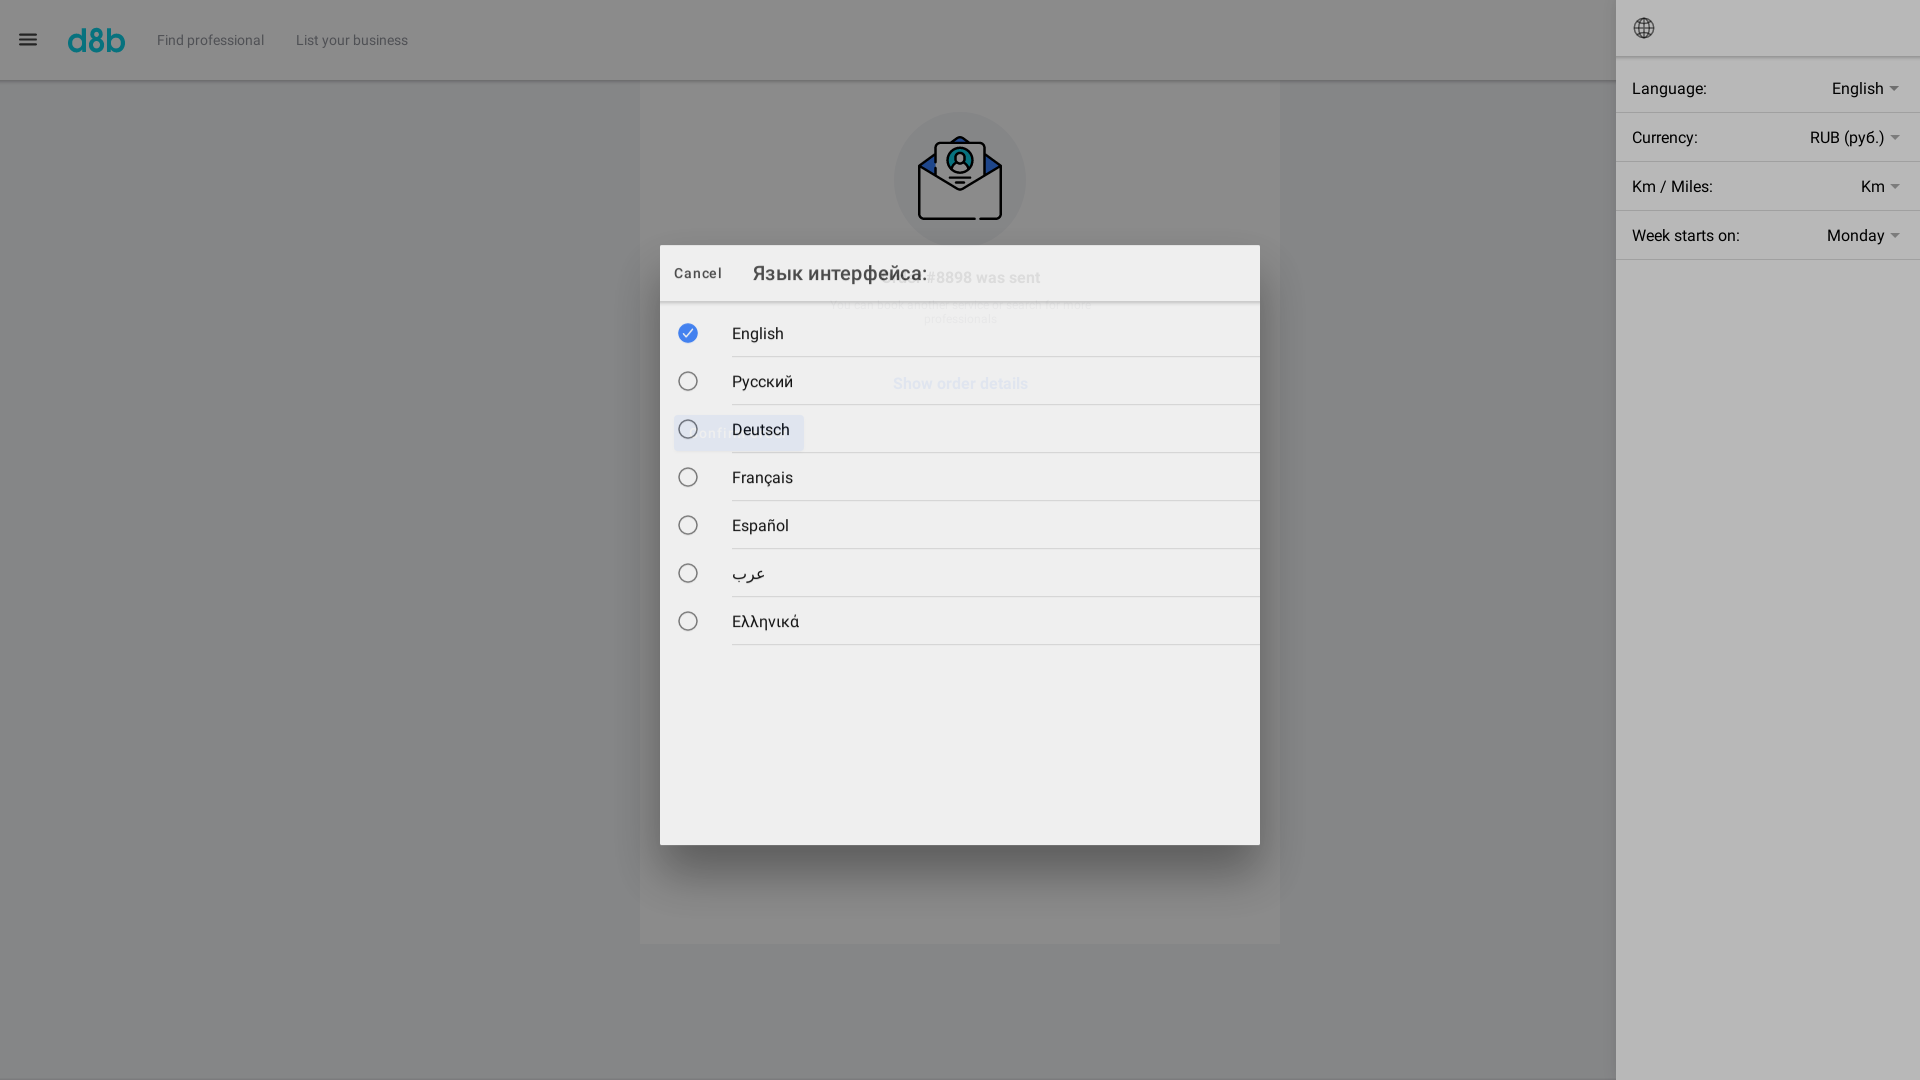 d8b
Find professional
List your business
Language:
English
Currency:
RUB (руб.)
Km / Miles:
Km
Week starts on:
Monday
Cancel
Язык интерфейса:
#8898 was sent
English
Русский
Show order details
Deutsch
Français
Español
عرب
Ελληνικά